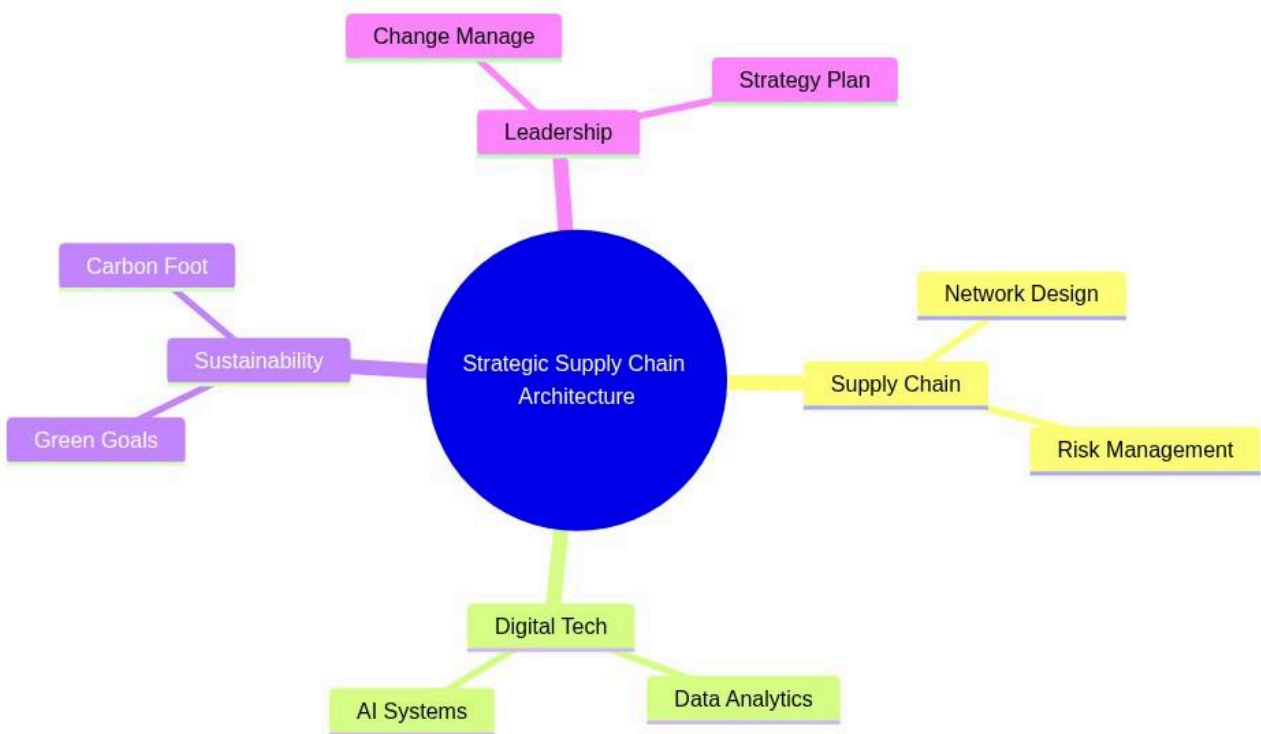 Change Manage
Strategy Plan
Leadership
Carbon Foot
Network Design
Sustainability
Strategic Supply Chain
Architecture
Supply Chain
Green Goals
Risk Management
Digital Tech
AI Systems
Data Analytics